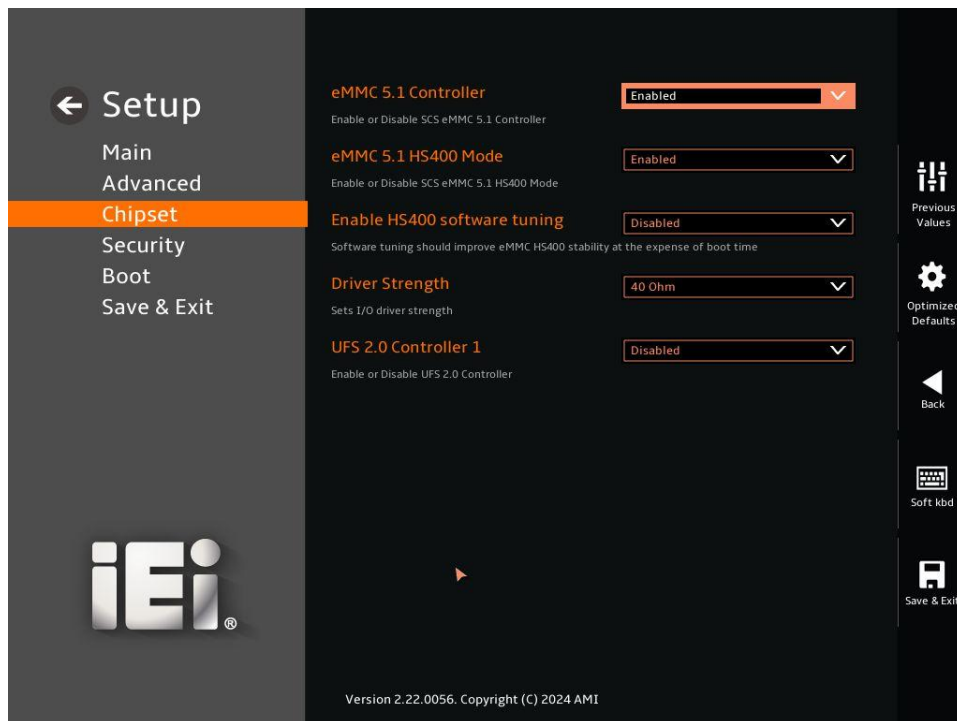 Setup
Main
Advanced
Chipset
Security
Boot
Save & Exit
eMMC 5.1 Controller
Enabled
Enable or Disable SCS eMMC 5.1 Controller
eMMC 5.1 HS400 Mode
Enabled
Enable or Disable SCS eMMC 5.1 HS400 Mode
Enable HS400 software tuning
Disabled
Software tuning should improve eMMC HS400 stability at the expense of boot time
Driver Strength
40 Ohm
Sets I/O driver strength
UFS 2.0 Controller 1
Disabled
Enable or Disable UFS 2.0 Controller
Previous
Values
Optimized
Defaults
Back
Soft kbd
Save & Exit
iEi®
Version 2.22.0056. Copyright (C) 2024 AMI